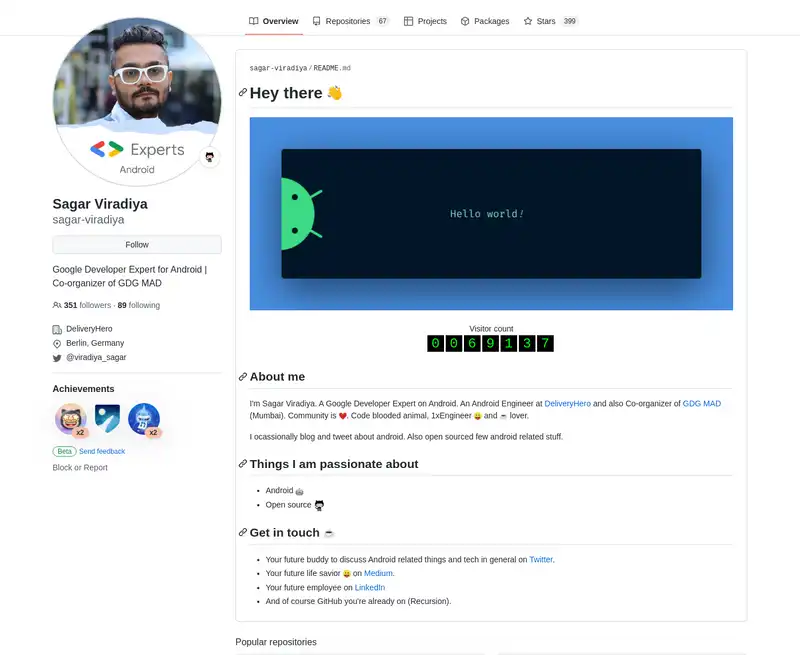 Overview Repositories 67 Projects Packages Stars 399
Experts
Android
Sagar Viradiya
sagar-viradiya
Follow
Google Developer Expert for Android |
Co-organizer of GDG MAD
351 followers · 89 following
DeliveryHero
Berlin, Germany
@viradiya_sagar
Achievements
x2
x2
Beta Send feedback
Block or Report
sagar-viradiya/README.md
Hey there 👋
Hello world!
Visitor count
0069137
About me
I'm Sagar Viradiya. A Google Developer Expert on Android. An Android Engineer at DeliveryHero and also Co-organizer of GDG MAD
(Mumbai). Community is ❤️. Code blooded animal, 1xEngineer 😛 and ☕ lover.
I ocassionally blog and tweet about android. Also open sourced few android related stuff.
Things I am passionate about
• Android 🤖
• Open source
Get in touch ☕
• Your future buddy to discuss Android related things and tech in general on Twitter.
• Your future life savior 😛 on Medium.
• Your future employee on LinkedIn
• And of course GitHub you're already on (Recursion).
Popular repositories